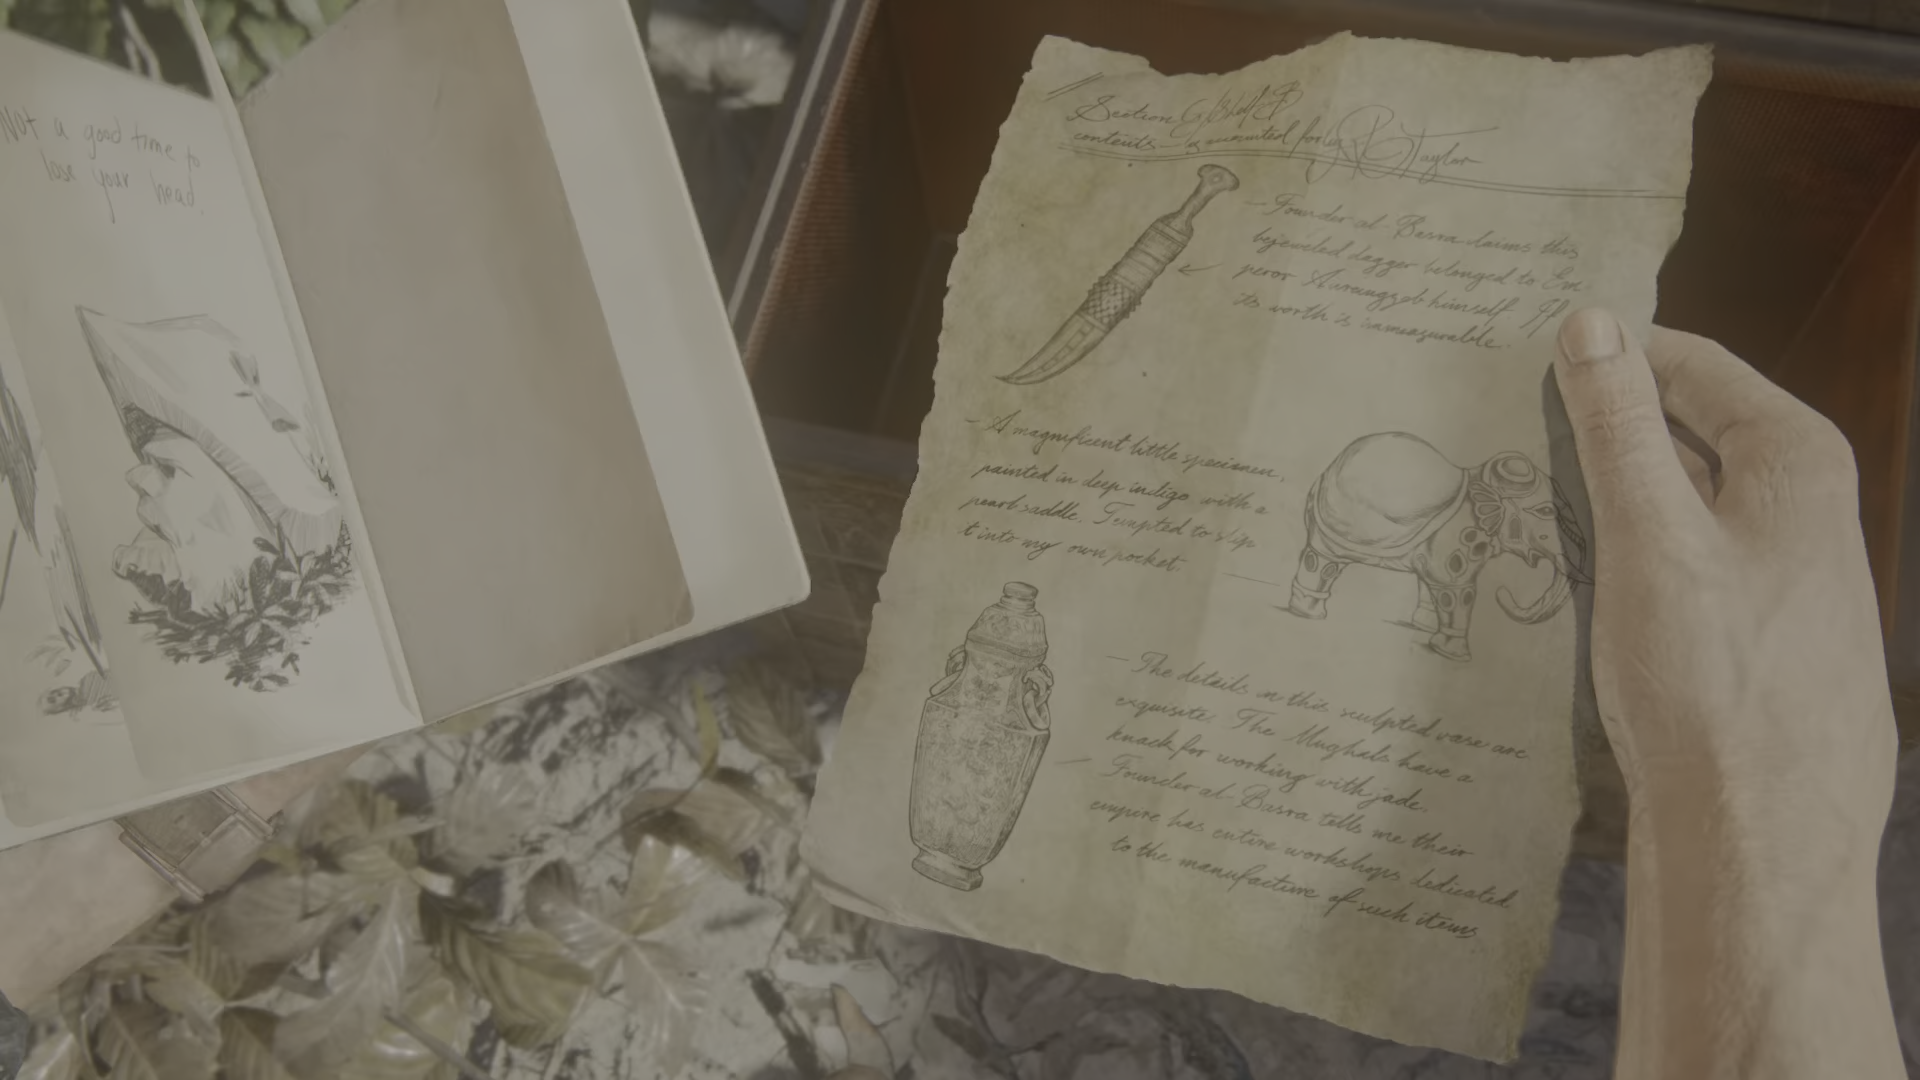 Not a good time to
lose your head.
Section G
contents – Taylor
– Founder al-Basra claims this
bejeweled dagger belonged to Em-
peror Aurangzeb himself. If
its worth is immeasurable.
– A magnificent little specimen,
painted in deep indigo with a
pearl saddle. Tempted to slip
it into my own pocket.
– The details on this sculpted vase are
exquisite. The Mughals have a
knack for working with jade.
Founder al-Basra tells me their
empire has entire workshops dedicated
to the manufacture of such items